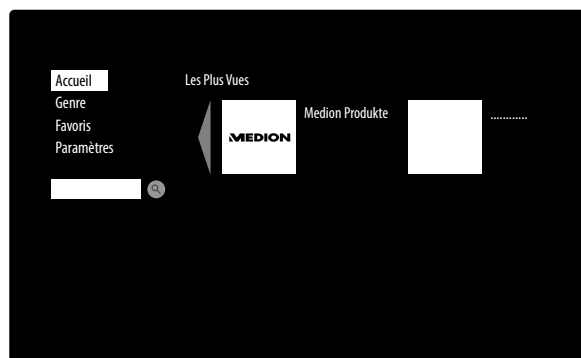 Accueil
Genre
Favoris
Paramètres
Les Plus Vues
MEDION
Medion Produkte
............